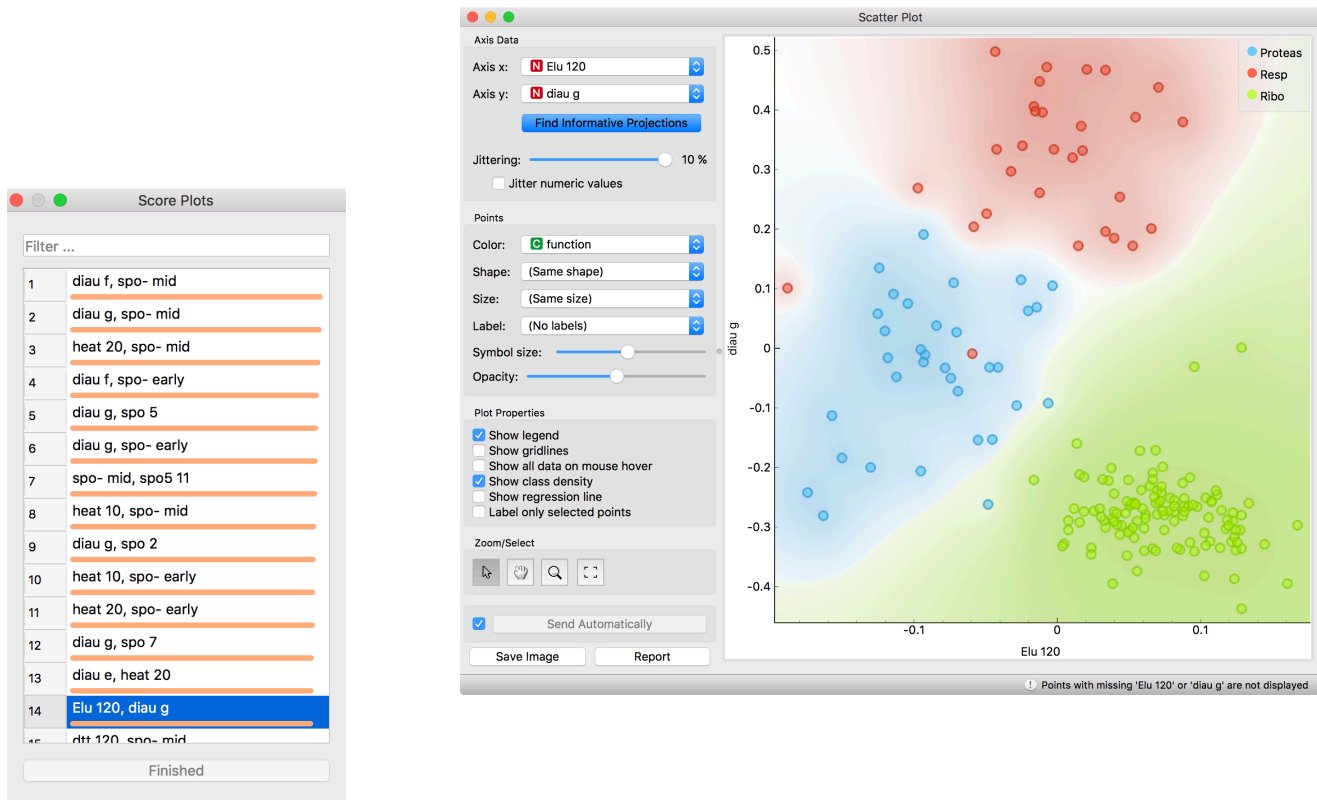 Score Plots
Filter ...
1 diau f, spo- mid
2 diau g, spo- mid
3 heat 20, spo- mid
4 diau f, spo- early
5 diau g, spo 5
6 diau g, spo- early
7 spo- mid, spo5 11
8 heat 10, spo- mid
9 diau g, spo 2
10 heat 10, spo- early
11 heat 20, spo- early
12 diau g, spo 7
13 diau e, heat 20
14 Elu 120, diau g
15 dtt 120, spo- mid
Finished
Scatter Plot
Axis Data
Axis x: N Elu 120
Axis y: N diau g
Find Informative Projections
Jittering: 10 %
Jitter numeric values
Points
Color: C function
Shape: (Same shape)
Size: (Same size)
Label: (No labels)
Symbol size:
Opacity:
Plot Properties
Show legend
Show gridlines
Show all data on mouse hover
Show class density
Show regression line
Label only selected points
Zoom/Select
Send Automatically
Save Image Report
0.5
0.4
0.3
0.2
0.1
0
-0.1
-0.2
-0.3
-0.4
diau g
Proteas
Resp
Ribo
-0.1 0 0.1
Elu 120
Points with missing 'Elu 120' or 'diau g' are not displayed